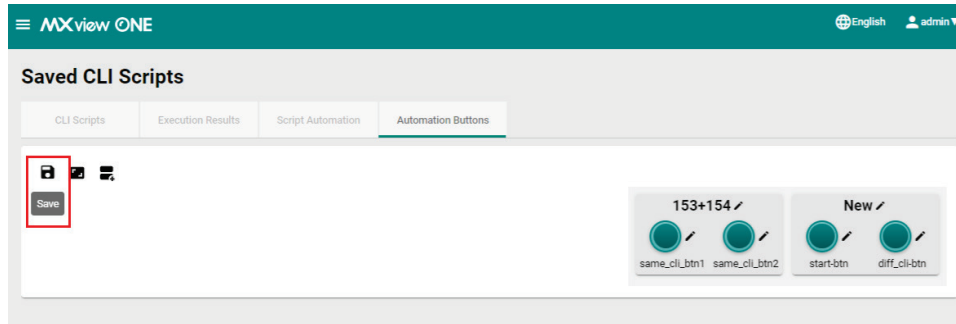 MXview ONE
English
admin
Saved CLI Scripts
CLI Scripts
Execution Results
Script Automation
Automation Buttons
Save
153+154
New
same_cli_btn1
same_cli_btn2
start-btn
diff_cli-btn